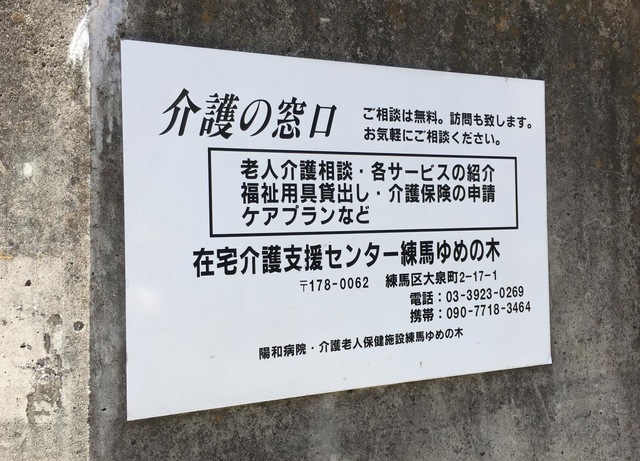 介護の窓口
ご相談は無料。訪問も致します。
お気軽にご相談ください。
老人介護相談・各サービスの紹介
福祉用具貸出し・介護保険の申請
ケアプランなど
在宅介護支援センター練馬ゆめの木
〒178-0062　練馬区大泉町2-17-1
電話：03-3923-0269
携帯：090-7718-3464
陽和病院・介護老人保健施設練馬ゆめの木